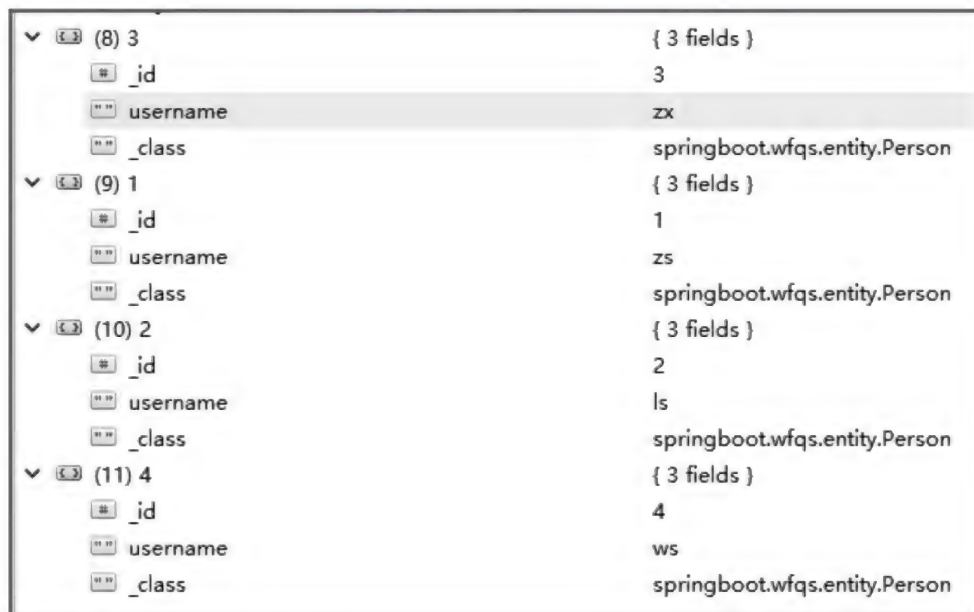 (8) 3 { 3 fields }
_id 3
username zx
_class springboot.wfqs.entity.Person
(9) 1 { 3 fields }
_id 1
username zs
_class springboot.wfqs.entity.Person
(10) 2 { 3 fields }
_id 2
username ls
_class springboot.wfqs.entity.Person
(11) 4 { 3 fields }
_id 4
username ws
_class springboot.wfqs.entity.Person